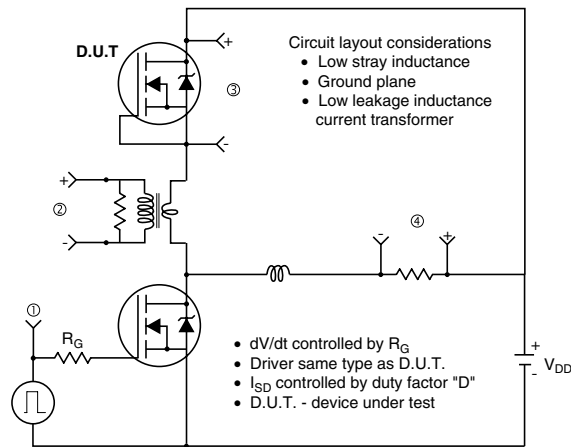 D.U.T
+
③
-
Circuit layout considerations
• Low stray inductance
• Ground plane
• Low leakage inductance
current transformer
+
②
-
④
-
+
①
R_G
• dV/dt controlled by R_G
• Driver same type as D.U.T.
• I_SD controlled by duty factor "D"
• D.U.T. - device under test
+
V_DD
-